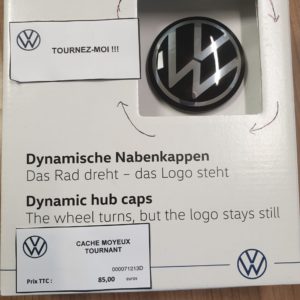 TOURNEZ-MOI !!!
Dynamische Nabenkappen
Das Rad dreht – das Logo steht
Dynamic hub caps
The wheel turns, but the logo stays still
CACHE MOYEUX
TOURNANT
000071213D
Prix TTC : 85,00 euros